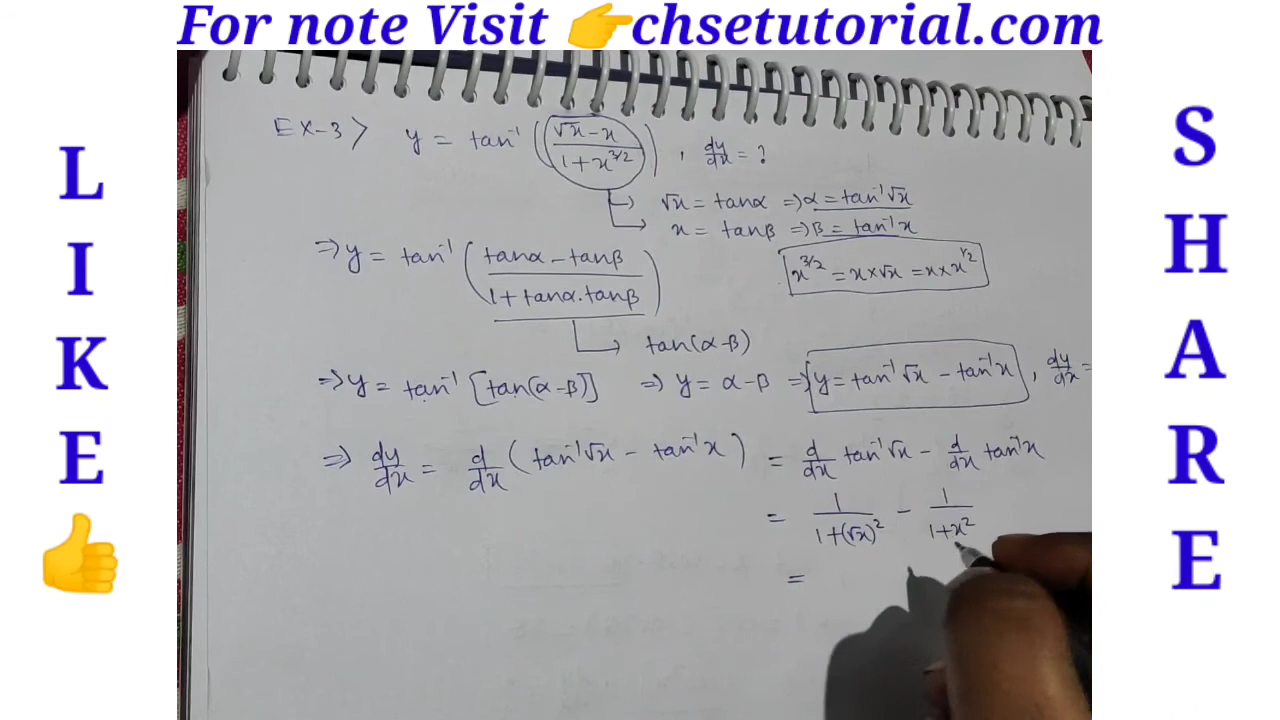 For note Visit 👉chsetutorial.com
LIKE
👍
SHARE
EX-3> y = tan⁻¹ ((√x - x)/(1 + x^(3/2))), dy/dx = ?
√x = tanα ⇒ α = tan⁻¹√x
x = tanβ ⇒ β = tan⁻¹x
⇒ y = tan⁻¹ ((tanα - tanβ)/(1 + tanα.tanβ))
x^(3/2) = x×√x = x×x^(1/2)
tan(α-β)
⇒ y = tan⁻¹ [tan(α-β)] ⇒ y = α-β ⇒ y = tan⁻¹√x - tan⁻¹x, dy/dx =
⇒ dy/dx = d/dx (tan⁻¹√x - tan⁻¹x) = d/dx tan⁻¹√x - d/dx tan⁻¹x
= 1/(1+(√x)²) - 1/(1+x²)
=